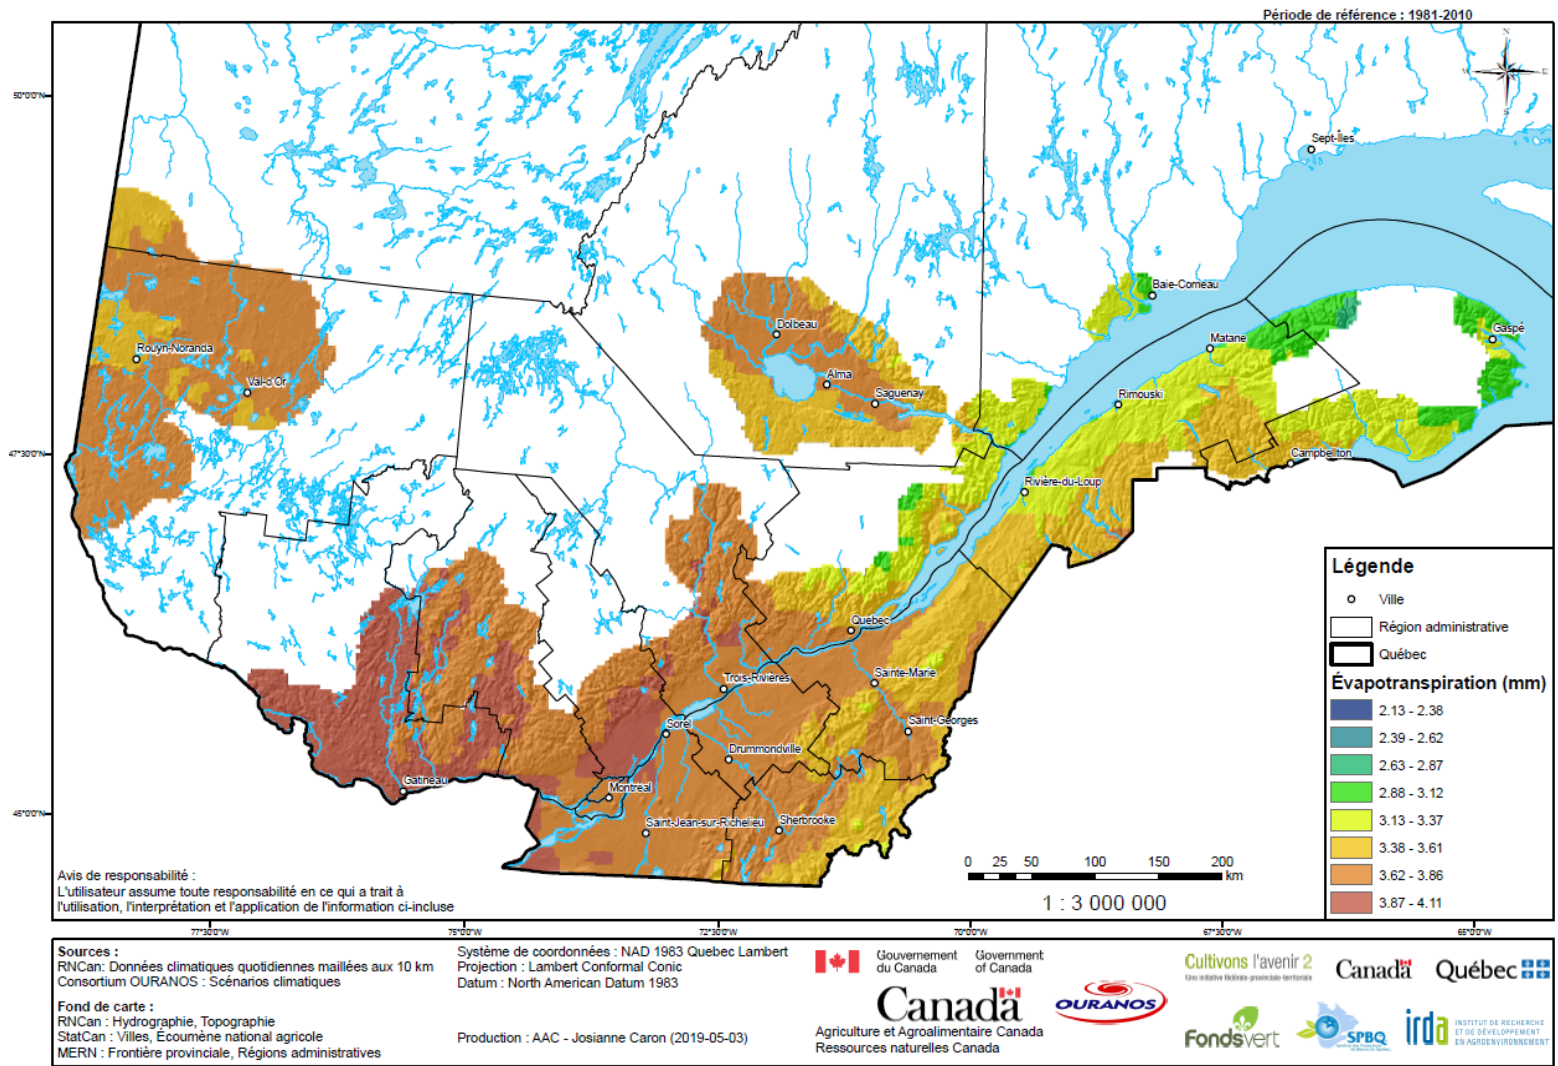 Période de référence : 1981-2010
N
W
E
S
50°0'0"N
47°30'0"N
45°0'0"N
Sept-Îles
Baie-Comeau
Gaspé
Matane
Dolbeau
Rouyn-Noranda
Val-d'Or
Alma
Saguenay
Rimouski
Campbellton
Rivière-du-Loup
Québec
Sainte-Marie
Trois-Rivières
Saint-Georges
Sorel
Drummondville
Gatineau
Montréal
Saint-Jean-sur-Richelieu
Sherbrooke
Légende
Ville
Région administrative
Québec
Évapotranspiration (mm)
2.13 - 2.38
2.39 - 2.62
2.63 - 2.87
2.88 - 3.12
3.13 - 3.37
3.38 - 3.61
3.62 - 3.86
3.87 - 4.11
0 25 50 100 150 200
km
1 : 3 000 000
Avis de responsabilité :
L'utilisateur assume toute responsabilité en ce qui a trait à
l'utilisation, l'interprétation et l'application de l'information ci-incluse
77°30'0"W 75°0'0"W 72°30'0"W 70°0'0"W 67°30'0"W 65°0'0"W
Sources :
RNCan: Données climatiques quotidiennes maillées aux 10 km
Consortium OURANOS : Scénarios climatiques
Fond de carte :
RNCan : Hydrographie, Topographie
StatCan : Villes, Écoumène national agricole
MERN : Frontière provinciale, Régions administratives
Système de coordonnées : NAD 1983 Quebec Lambert
Projection : Lambert Conformal Conic
Datum : North American Datum 1983
Production : AAC - Josianne Caron (2019-05-03)
Gouvernement du Canada
Government of Canada
Canada
Agriculture et Agroalimentaire Canada
Ressources naturelles Canada
OURANOS
Cultivons l'avenir 2
Une initiative fédérale-provinciale-territoriale
Canada
Québec
Fondsvert
SPBQ
irda
INSTITUT DE RECHERCHE
ET DE DÉVELOPPEMENT
EN AGROENVIRONNEMENT